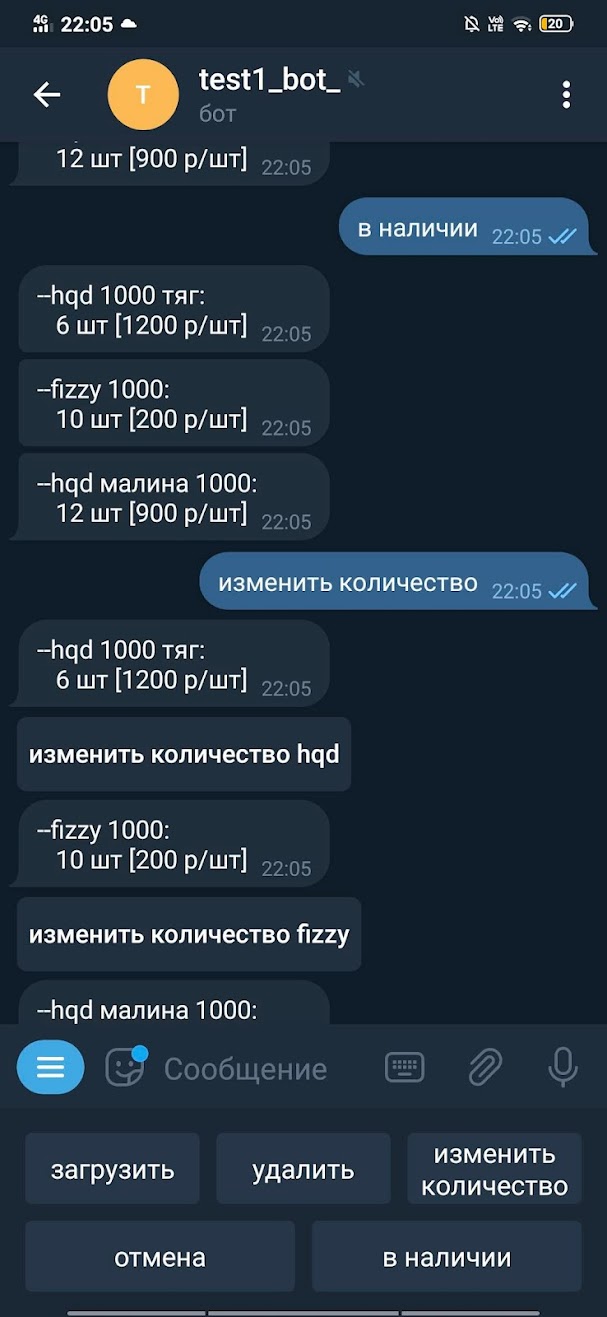 4G 22:05 Vo) LTE 20
T
test1_bot_
бот
12 шт [900 р/шт] 22:05
в наличии 22:05
--hqd 1000 тяг:
6 шт [1200 р/шт] 22:05
--fizzy 1000:
10 шт [200 р/шт] 22:05
--hqd малина 1000:
12 шт [900 р/шт] 22:05
изменить количество 22:05
--hqd 1000 тяг:
6 шт [1200 р/шт] 22:05
изменить количество hqd
--fizzy 1000:
10 шт [200 р/шт] 22:05
изменить количество fizzy
--hqd малина 1000:
Сообщение
загрузить удалить изменить
количество
отмена в наличии